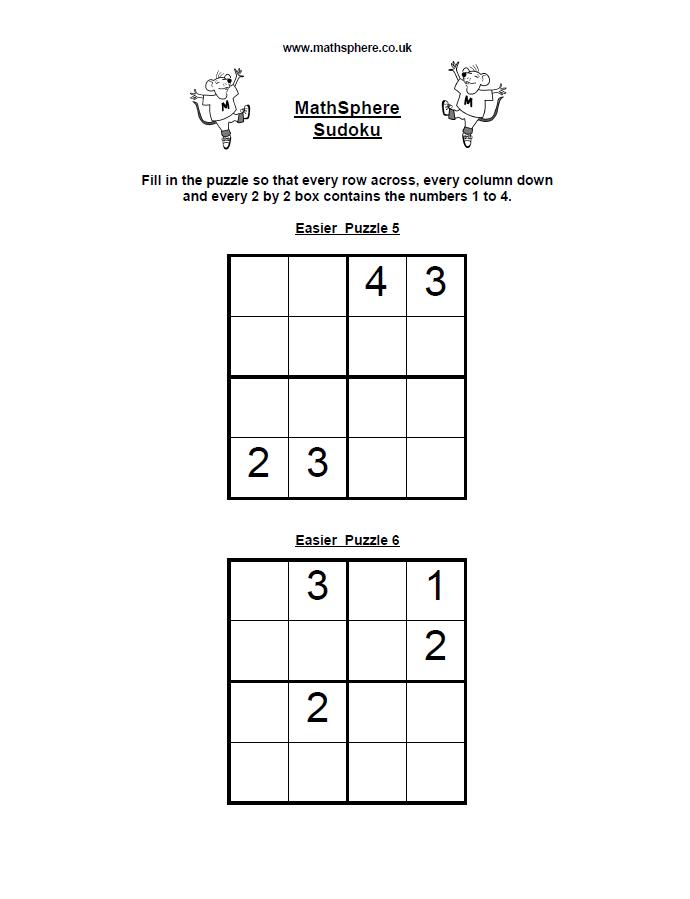 www.mathsphere.co.uk
M
M
MathSphere
Sudoku
Fill in the puzzle so that every row across, every column down
and every 2 by 2 box contains the numbers 1 to 4.
Easier Puzzle 5
4 3
2 3
Easier Puzzle 6
3 1
2
2